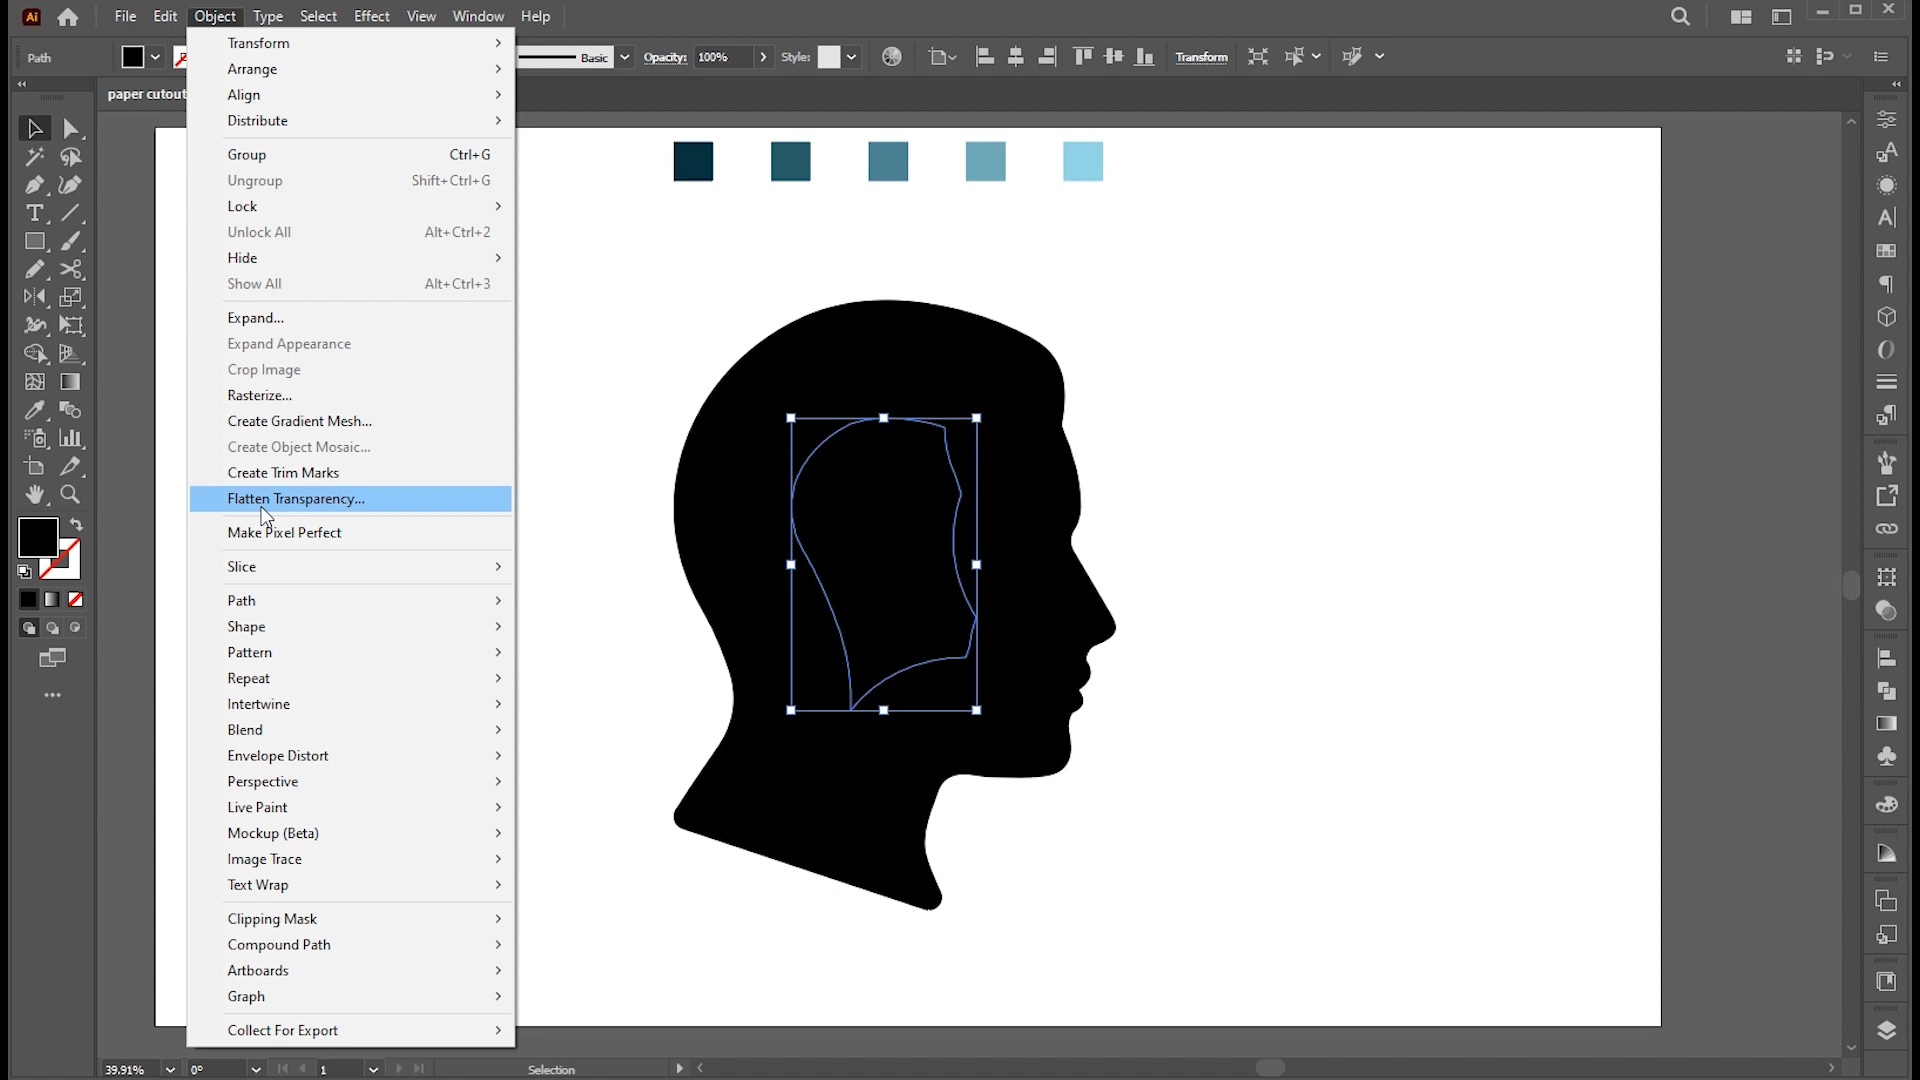 Ai File Edit Object Type Select Effect View Window Help
Path Basic Opacity: 100% Style: Transform
paper cutout
Transform
Arrange
Align
Distribute
Group Ctrl+G
Ungroup Shift+Ctrl+G
Lock
Unlock All Alt+Ctrl+2
Hide
Show All Alt+Ctrl+3
Expand...
Expand Appearance
Crop Image
Rasterize...
Create Gradient Mesh...
Create Object Mosaic...
Create Trim Marks
Flatten Transparency...
Make Pixel Perfect
Slice
Path
Shape
Pattern
Repeat
Intertwine
Blend
Envelope Distort
Perspective
Live Paint
Mockup (Beta)
Image Trace
Text Wrap
Clipping Mask
Compound Path
Artboards
Graph
Collect For Export
39.91% 0° 1 Selection